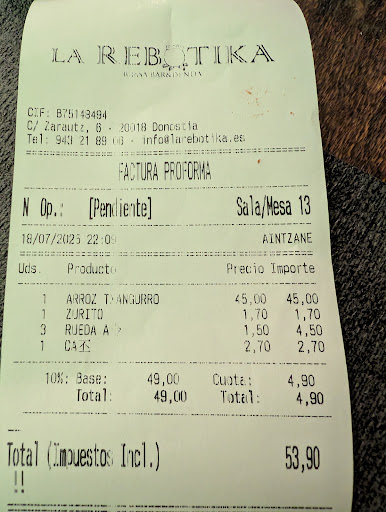 LA REBOTIKA
CIF: B75149494
C/ Zarautz, 6 - 20018 Donostia
Tel: 943 21 89 - info@larebotika.es
FACTURA PROFORMA
N Op.: [Pendiente] Sala/Mesa 13
18/07/2025 22:09 AINTZANE
Uds. Producto Precio Importe
1 ARROZ TXANGURRO 45,00 45,00
1 ZURITO 1,70 1,70
3 RUEDA 1,50 4,50
1 2,70 2,70
10%: Base: 49,00 Cuota: 4,90
Total: 49,00 Total: 4,90
Total (Impuestos Incl.) 53,90
!!